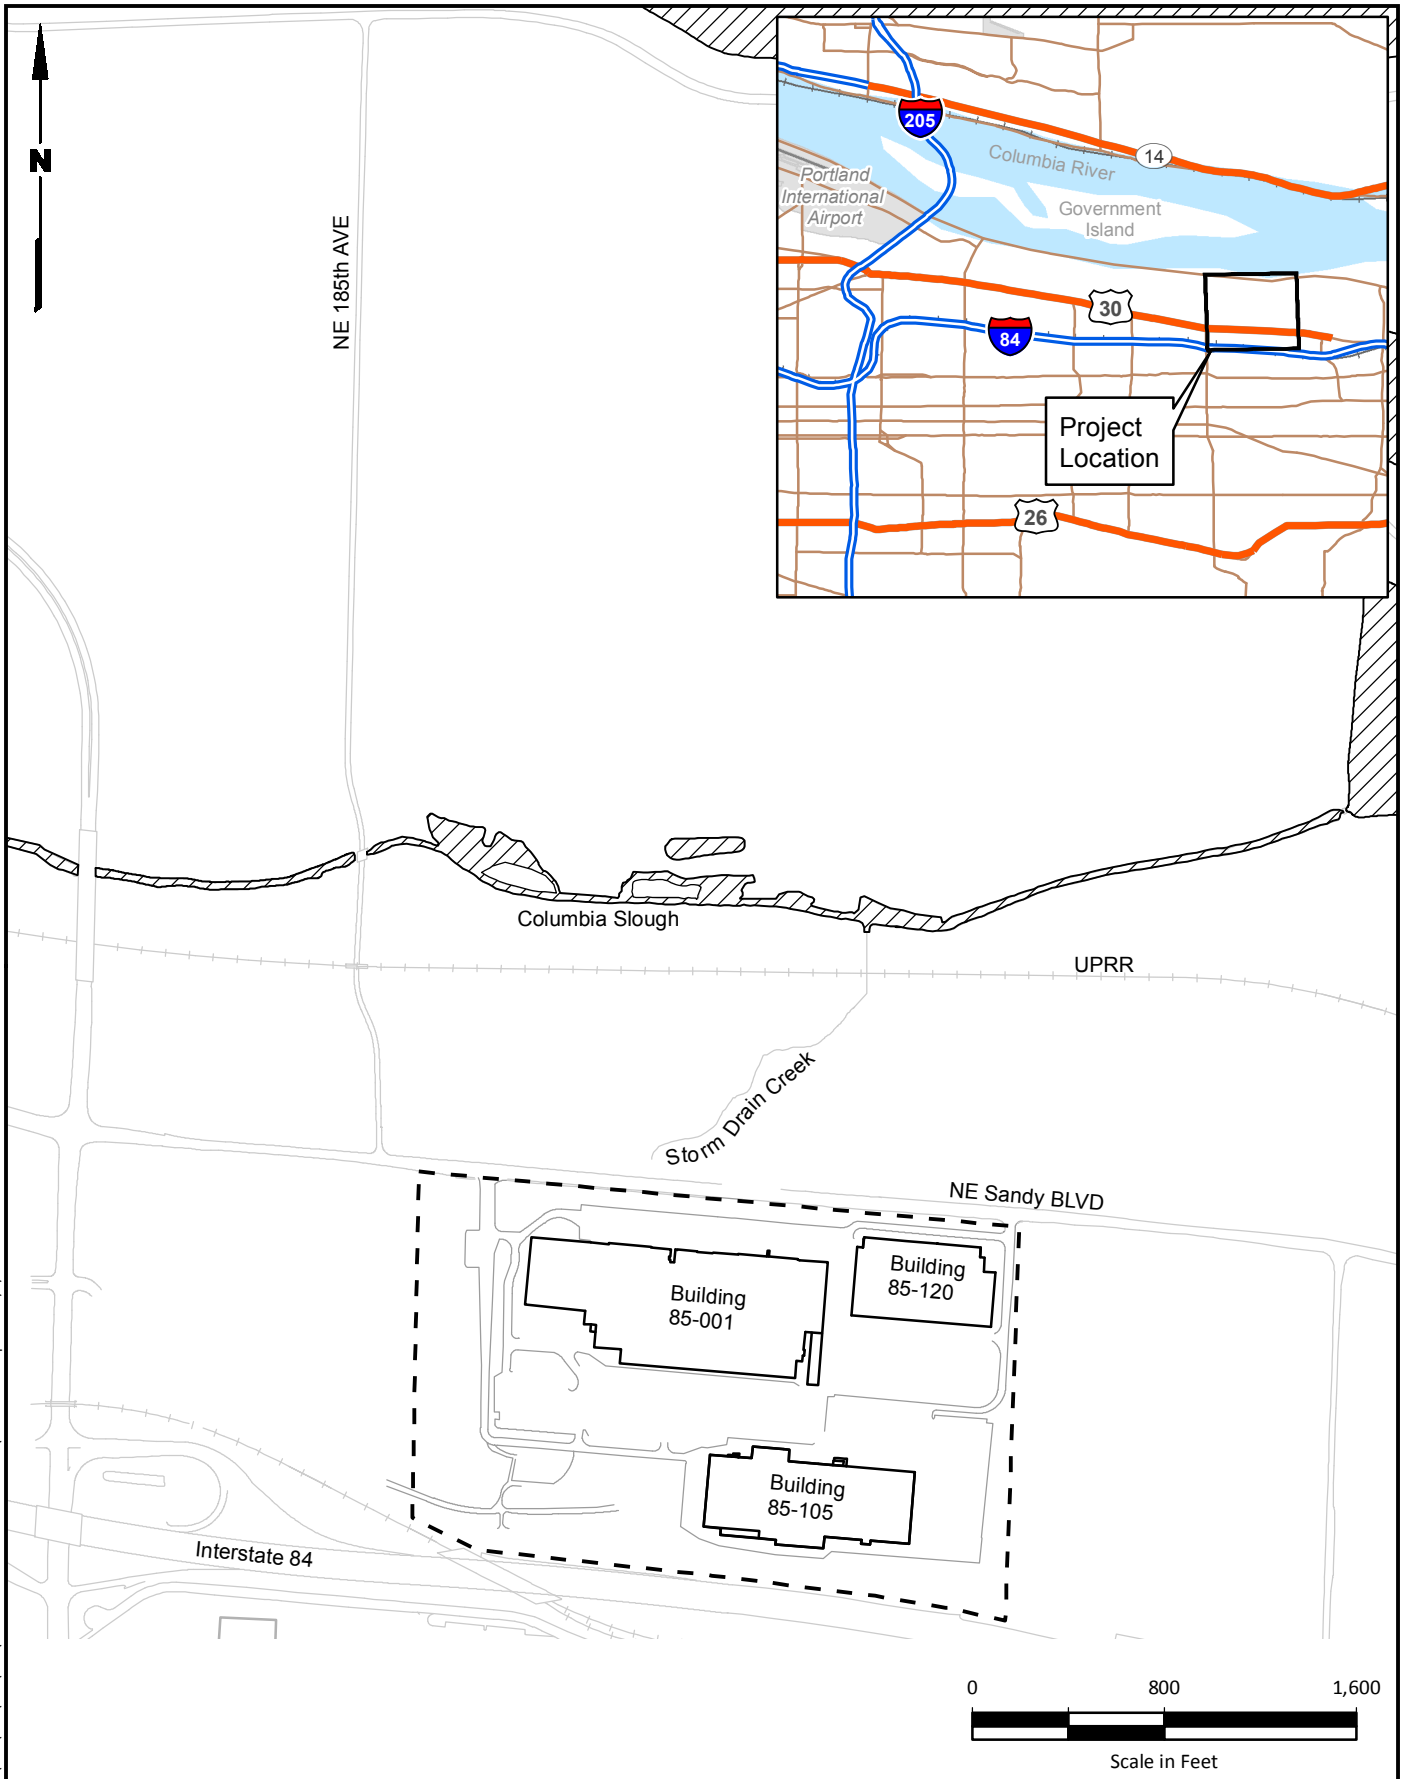 N
NE 185th AVE
205
14
Columbia River
Portland
International
Airport
Government
Island
30
84
Project
Location
26
Columbia Slough
UPRR
Storm Drain Creek
NE Sandy BLVD
Building
85-001
Building
85-120
Building
85-105
Interstate 84
0 800 1,600
Scale in Feet